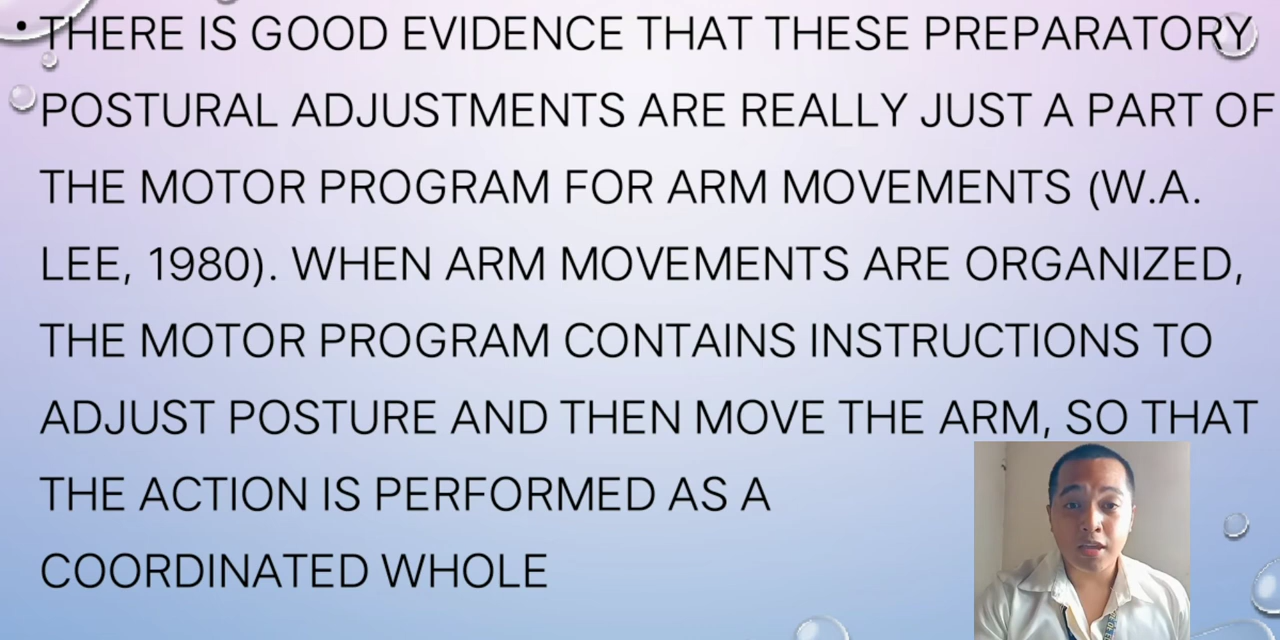 • THERE IS GOOD EVIDENCE THAT THESE PREPARATORY
POSTURAL ADJUSTMENTS ARE REALLY JUST A PART OF
THE MOTOR PROGRAM FOR ARM MOVEMENTS (W.A.
LEE, 1980). WHEN ARM MOVEMENTS ARE ORGANIZED,
THE MOTOR PROGRAM CONTAINS INSTRUCTIONS TO
ADJUST POSTURE AND THEN MOVE THE ARM, SO THAT
THE ACTION IS PERFORMED AS A
COORDINATED WHOLE